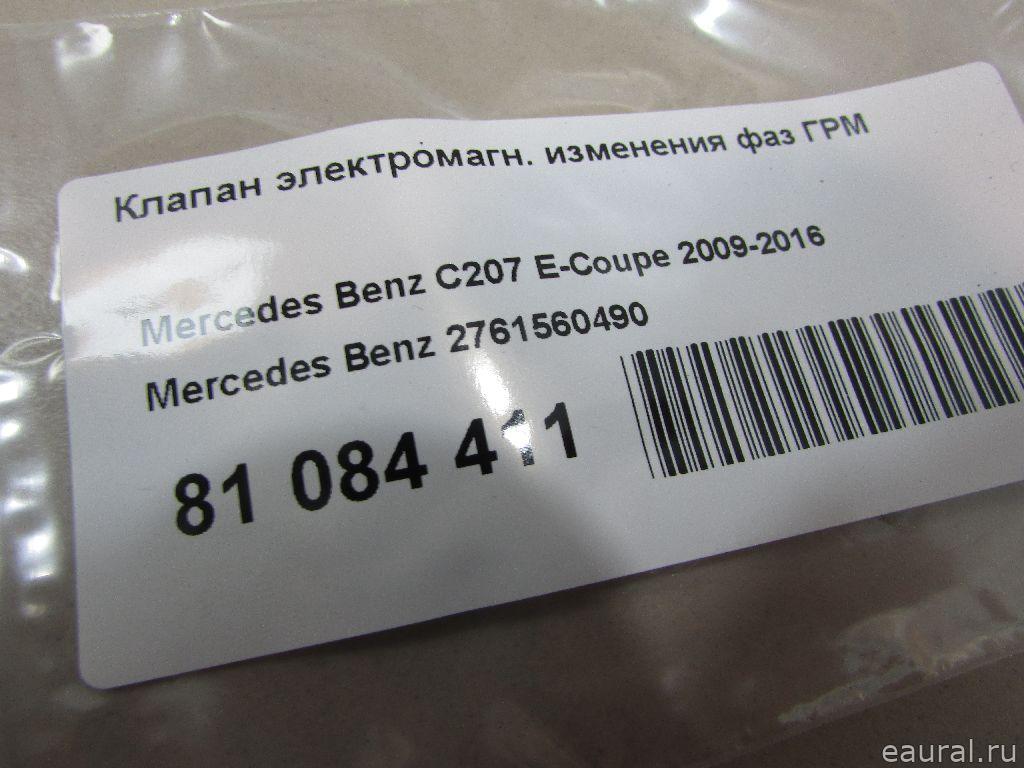 Клапан электромагн. изменения фаз ГРМ
Mercedes Benz C207 E-Coupe 2009-2016
Mercedes Benz 2761560490
81 084 411
eaural.ru